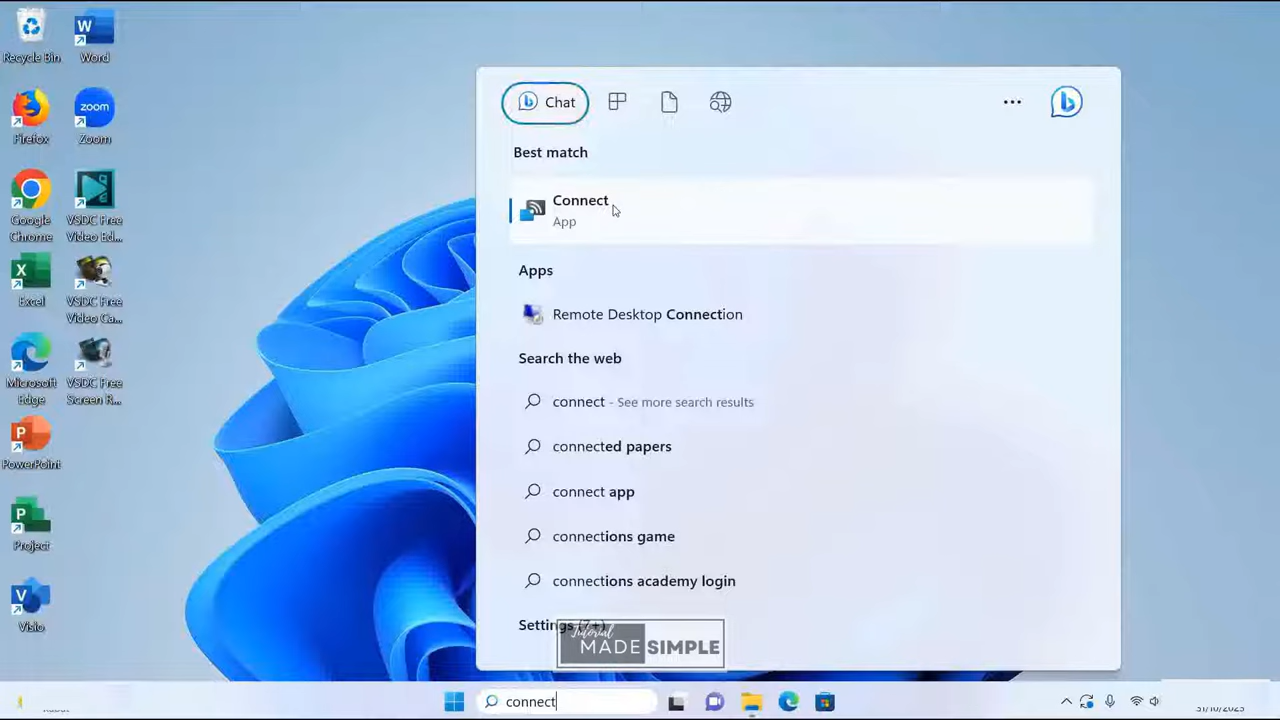 Recycle Bin
Word
Firefox
Zoom
zoom
Google
Chrome
VSDC Free
Video Ed...
Excel
VSDC Free
Video Ca...
Microsoft
Edge
VSDC Free
Screen R...
PowerPoint
Project
Visio
Chat
Best match
Connect
App
Apps
Remote Desktop Connection
Search the web
connect - See more search results
connected papers
connect app
connections game
connections academy login
Settings (7+)
Tutorial
MADE SIMPLE
connect
31/10/2023